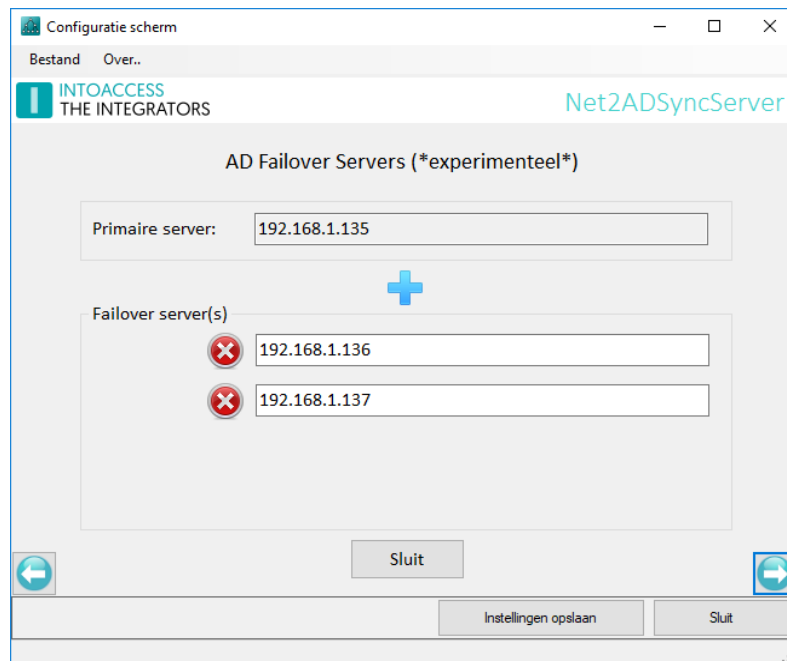 Configuratie scherm
Bestand Over..
INTOACCESS
THE INTEGRATORS
Net2ADSyncServer
AD Failover Servers (*experimenteel*)
Primaire server: 192.168.1.135
Failover server(s)
192.168.1.136
192.168.1.137
Sluit
Instellingen opslaan Sluit